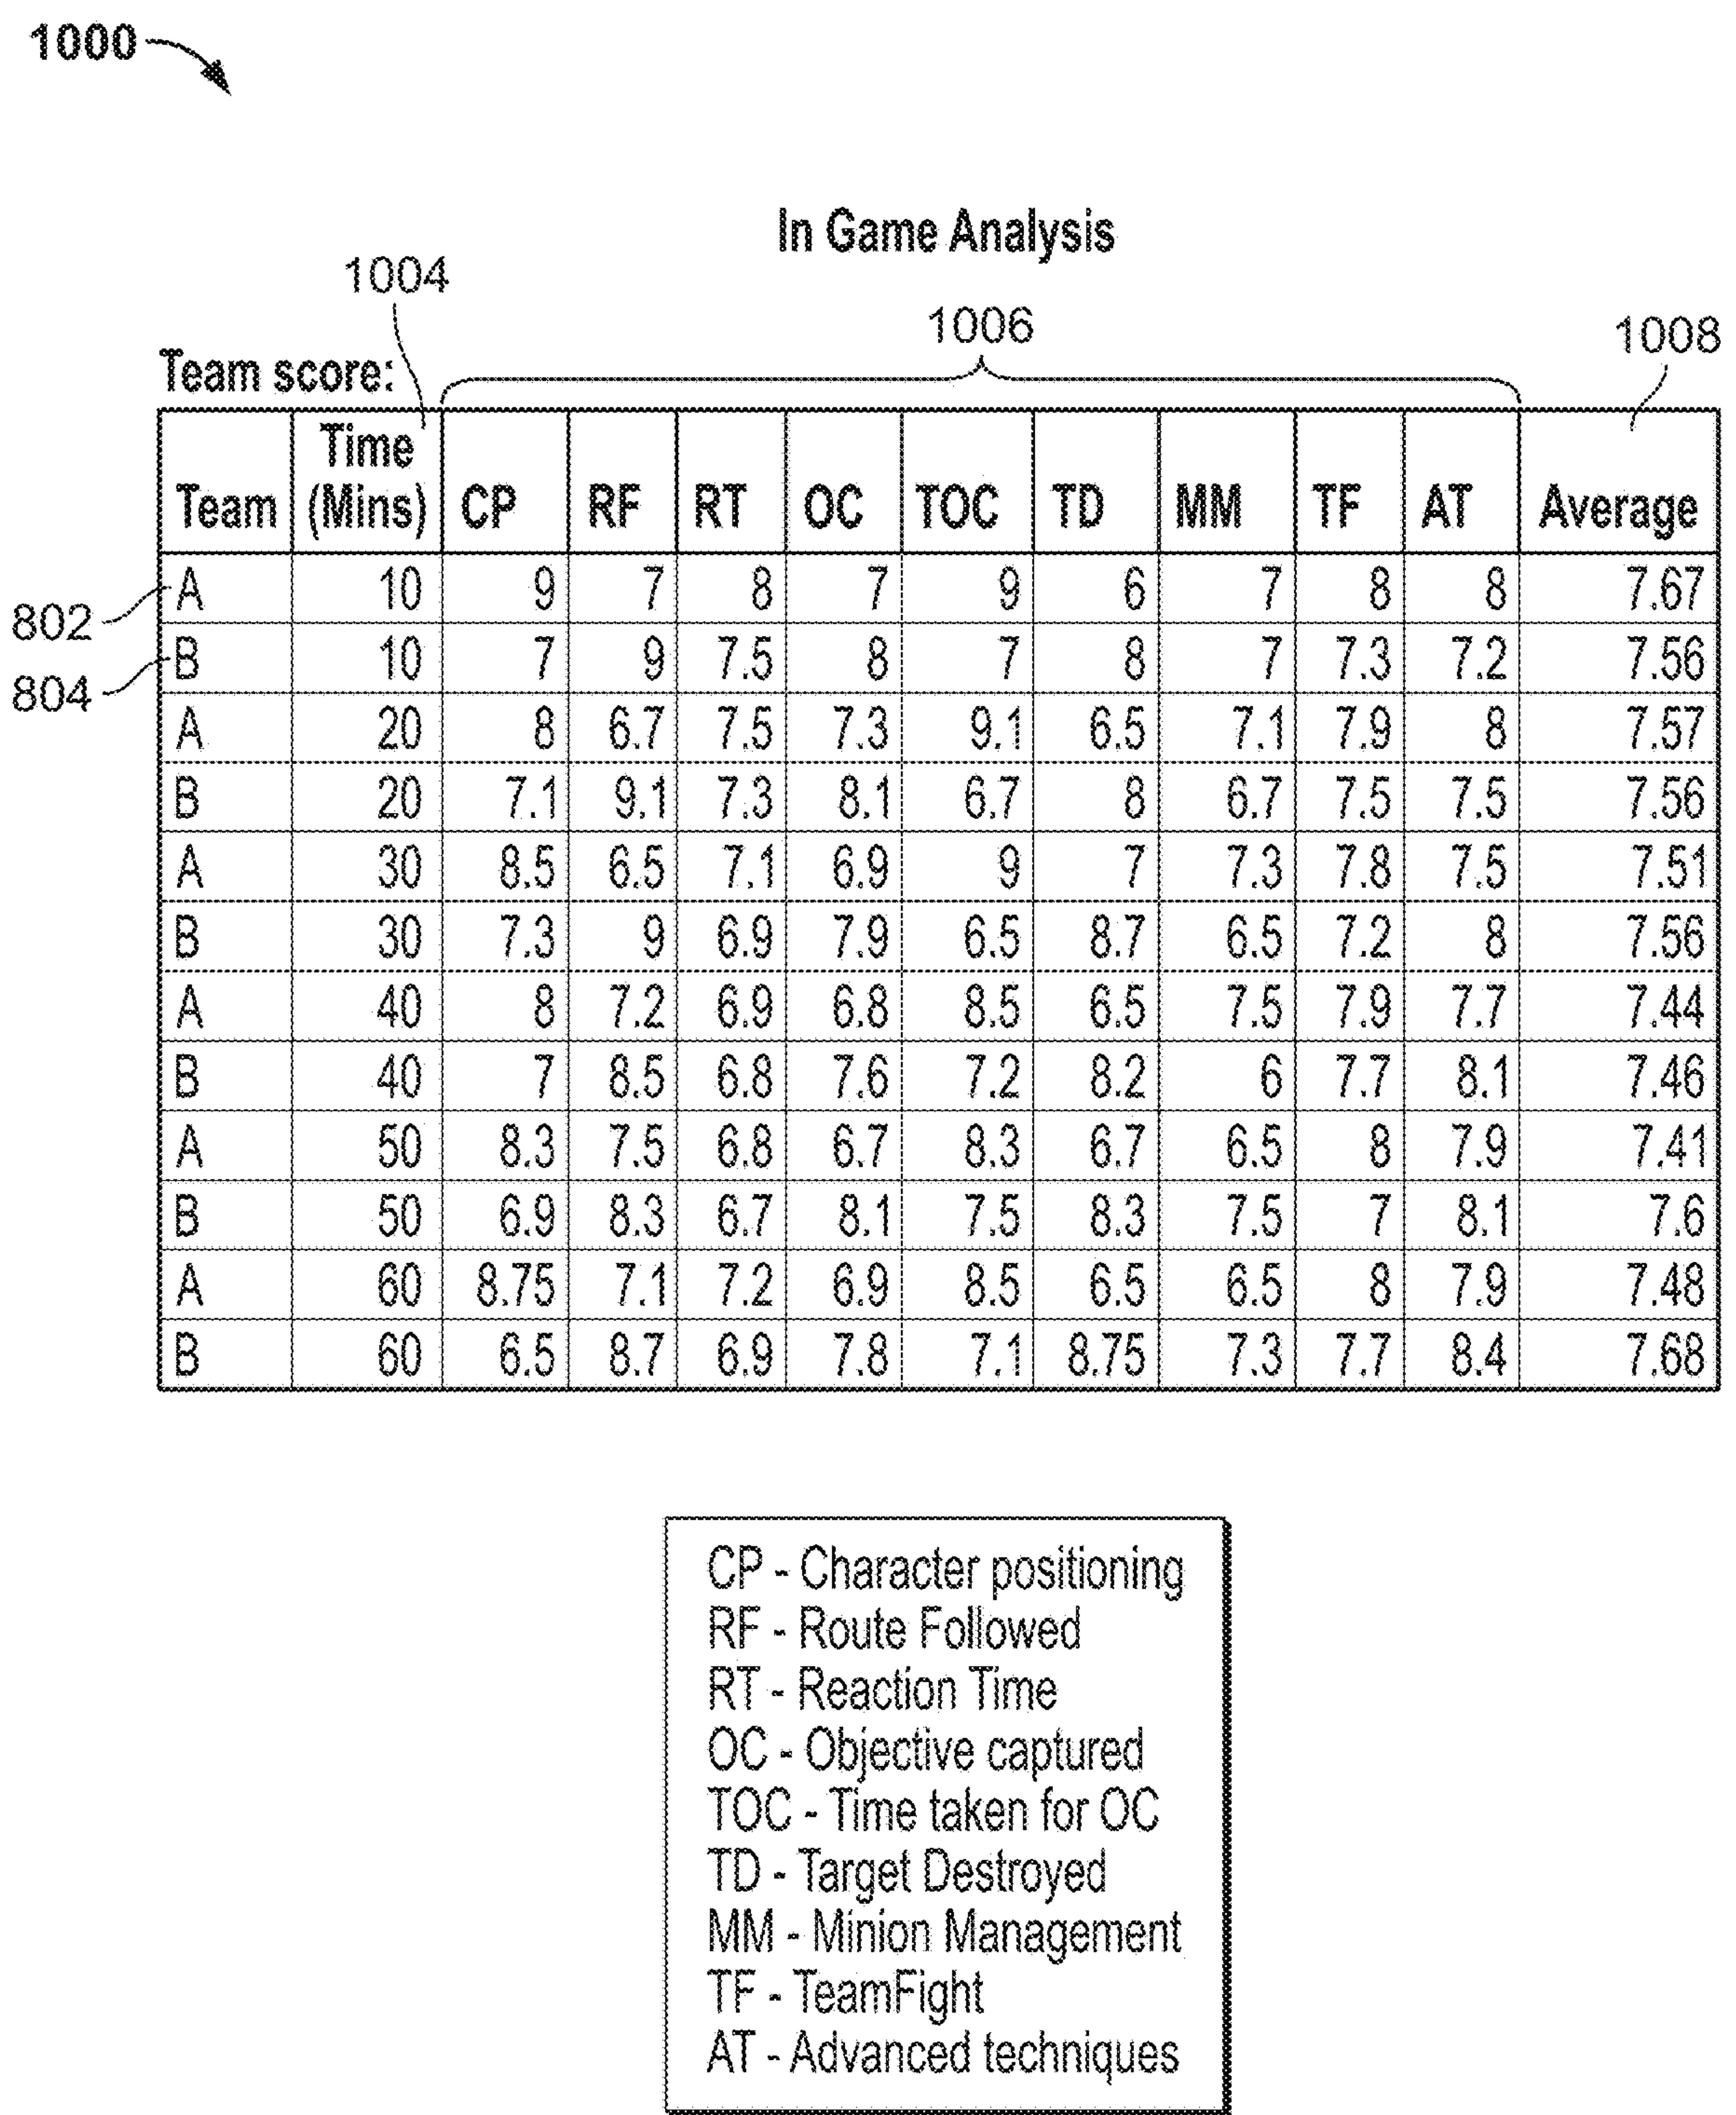 1000
In Game Analysis
1004
1006
1008
Team score:
Team Time (Mins) CP RF RT OC TOC TD MM TF AT Average
802
A 10 9 7 8 7 9 6 7 8 8 7.67
804
B 10 7 9 7.5 8 7 8 7 7.3 7.2 7.56
A 20 8 6.7 7.5 7.3 9.1 6.5 7.1 7.9 8 7.57
B 20 7.1 9.1 7.3 8.1 6.7 8 6.7 7.5 7.5 7.56
A 30 8.5 6.5 7.1 6.9 9 7 7.3 7.8 7.5 7.51
B 30 7.3 9 6.9 7.9 6.5 8.7 6.5 7.2 8 7.56
A 40 8 7.2 6.9 6.8 8.5 6.5 7.5 7.9 7.7 7.44
B 40 7 8.5 6.8 7.6 7.2 8.2 6 7.7 8.1 7.46
A 50 8.3 7.5 6.8 6.7 8.3 6.7 6.5 8 7.9 7.41
B 50 6.9 8.3 6.7 8.1 7.5 8.3 7.5 7 8.1 7.6
A 60 8.75 7.1 7.2 6.9 8.5 6.5 6.5 8 7.9 7.48
B 60 6.5 8.7 6.9 7.8 7.1 8.75 7.3 7.7 8.4 7.68
CP - Character positioning
RF - Route Followed
RT - Reaction Time
OC - Objective captured
TOC - Time taken for OC
TD - Target Destroyed
MM - Minion Management
TF - TeamFight
AT - Advanced techniques